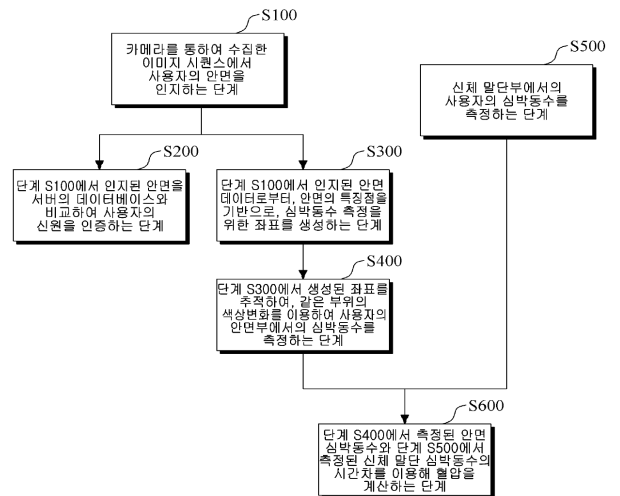 S100
카메라를 통하여 수집한
이미지 시퀀스에서
사용자의 안면을
인지하는 단계
S500
신체 말단부에서의
사용자의 심박동수를
측정하는 단계
S200
단계 S100에서 인지된 안면을
서버의 데이터베이스와
비교하여 사용자의
신원을 인증하는 단계
S300
단계 S100에서 인지된 안면
데이터로부터, 안면의 특징점을
기반으로, 심박동수 측정을
위한 좌표를 생성하는 단계
S400
단계 S300에서 생성된 좌표를
추적하여, 같은 부위의
색상변화를 이용하여 사용자의
안면부에서의 심박동수를
측정하는 단계
S600
단계 S400에서 측정된 안면
심박동수와 단계 S500에서
측정된 신체 말단 심박동수의
시간차를 이용해 혈압을
계산하는 단계